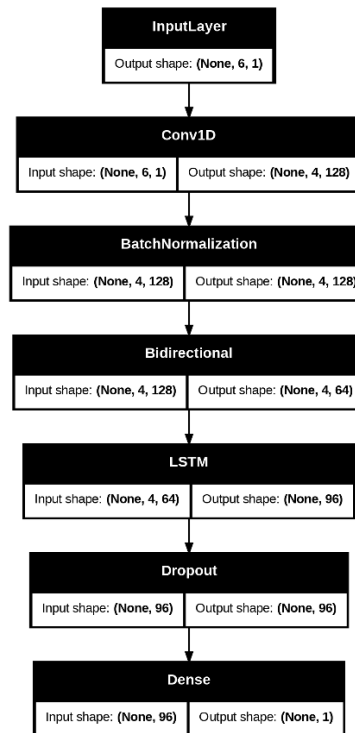 InputLayer
Output shape: (None, 6, 1)
Conv1D
Input shape: (None, 6, 1) Output shape: (None, 4, 128)
BatchNormalization
Input shape: (None, 4, 128) Output shape: (None, 4, 128)
Bidirectional
Input shape: (None, 4, 128) Output shape: (None, 4, 64)
LSTM
Input shape: (None, 4, 64) Output shape: (None, 96)
Dropout
Input shape: (None, 96) Output shape: (None, 96)
Dense
Input shape: (None, 96) Output shape: (None, 1)